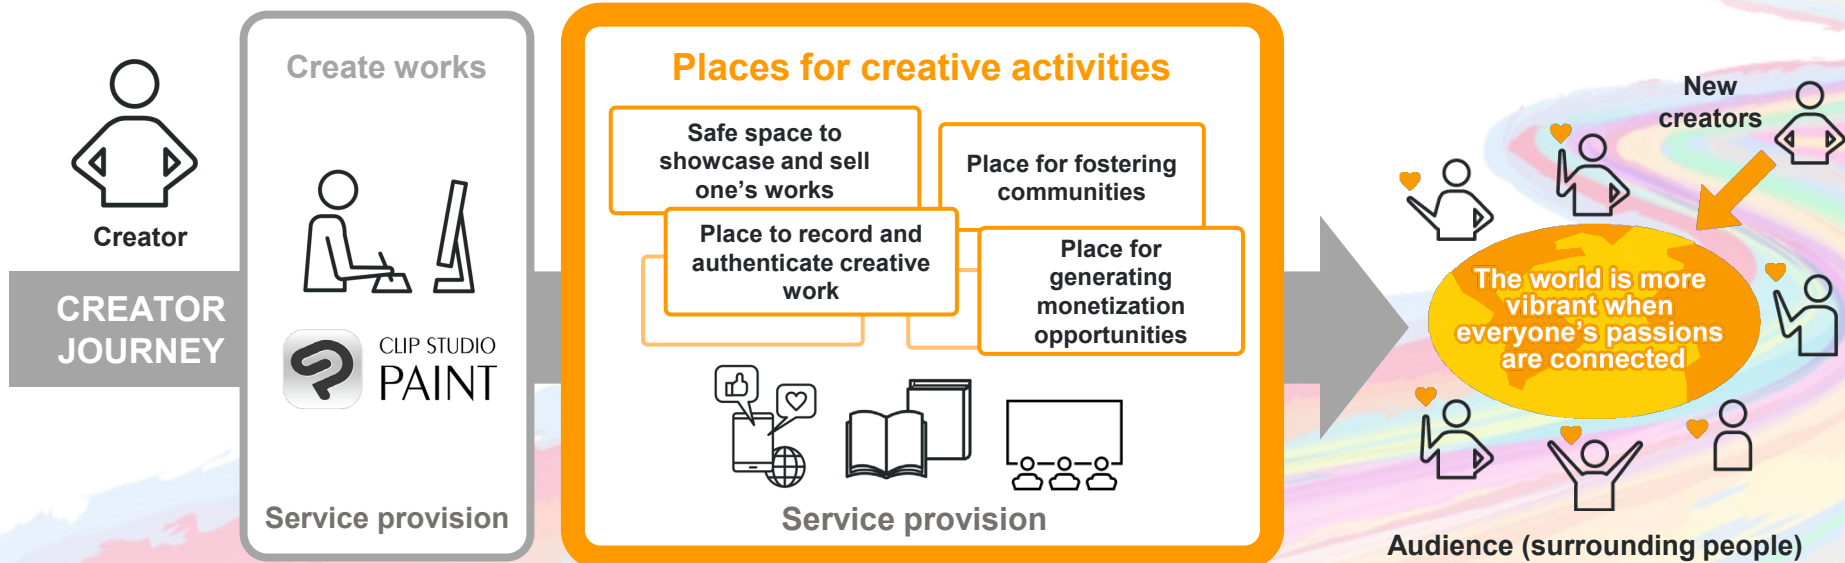 Creator
CREATOR
JOURNEY
Create works
CLIP STUDIO
PAINT
Service provision
Places for creative activities
Safe space to
showcase and sell
one’s works
Place for fostering
communities
Place to record and
authenticate creative
work
Place for
generating
monetization
opportunities
Service provision
New
creators
The world is more
vibrant when
everyone’s passions
are connected
Audience (surrounding people)